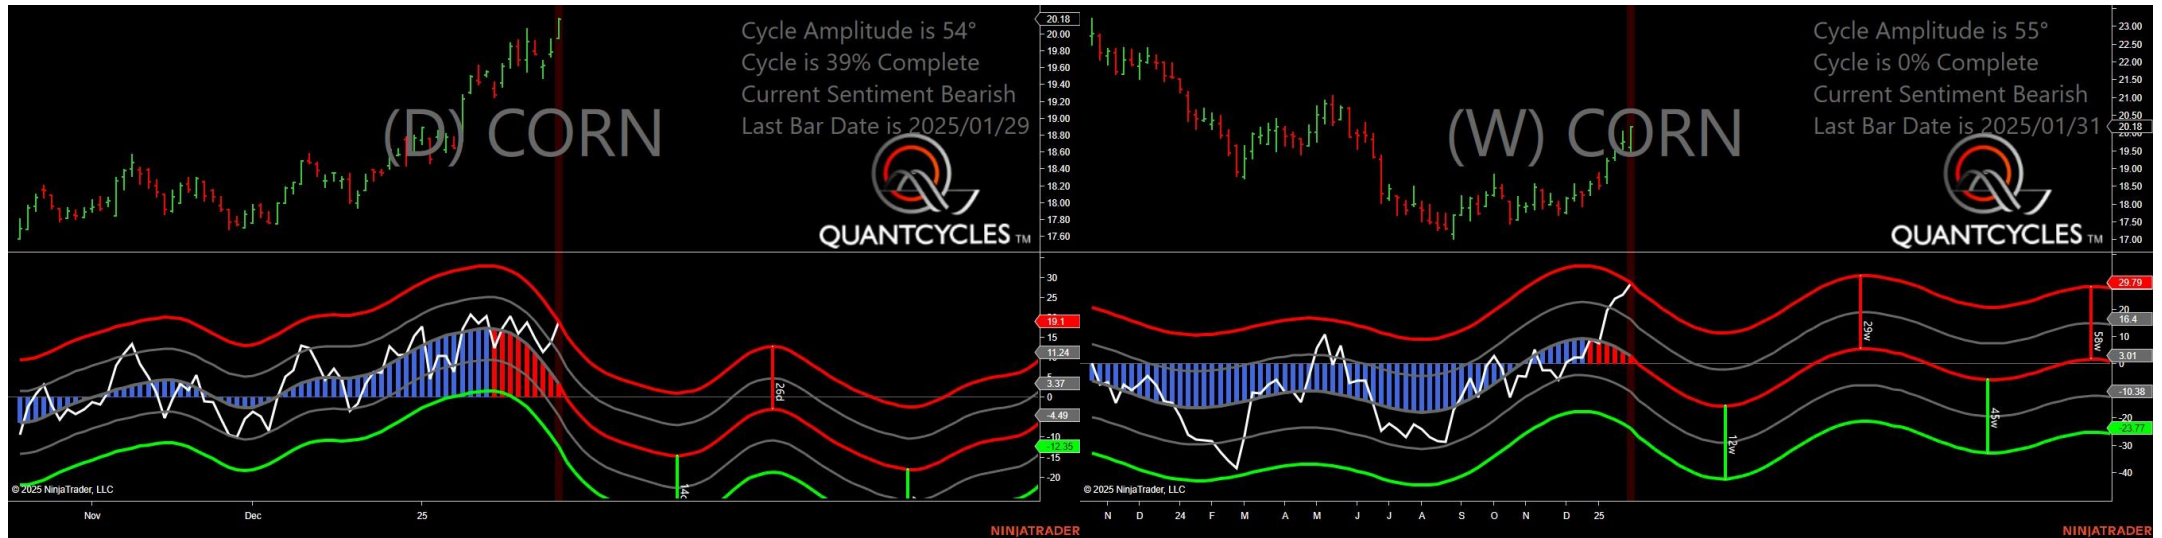 Cycle Amplitude is 54°
Cycle is 39% Complete
Current Sentiment Bearish
Last Bar Date is 2025/01/29
(D) CORN
QUANTCYCLES TM
20.18
20.00
19.80
19.60
19.40
19.20
19.00
18.80
18.60
18.40
18.20
18.00
17.80
17.60
30
25
19.1
15
11.24
3.37
0
-4.49
-10
-12.35
-15
-20
26d
© 2025 NinjaTrader, LLC
Nov
Dec
25
NINJATRADER
Cycle Amplitude is 55°
Cycle is 0% Complete
Current Sentiment Bearish
Last Bar Date is 2025/01/31
(W) CORN
QUANTCYCLES TM
23.00
22.50
22.00
21.50
21.00
20.50
20.18
19.50
19.00
18.50
18.00
17.50
17.00
29.79
20
16.4
10
3.01
0
-10.38
-20
-23.77
-30
-40
12w
29w
45w
58w
© 2025 NinjaTrader, LLC
N D 24 F M A M J J A S O N D 25
NINJATRADER